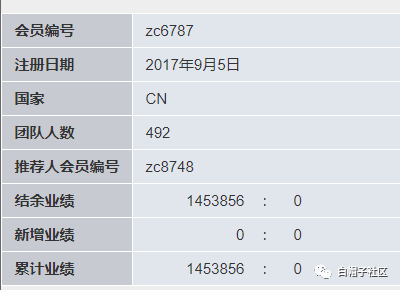 会员编号 zc6787
注册日期 2017年9月5日
国家 CN
团队人数 492
推荐人会员编号 zc8748
结余业绩 1453856 : 0
新增业绩 0 : 0
累计业绩 1453856 : 0
白帽子社区